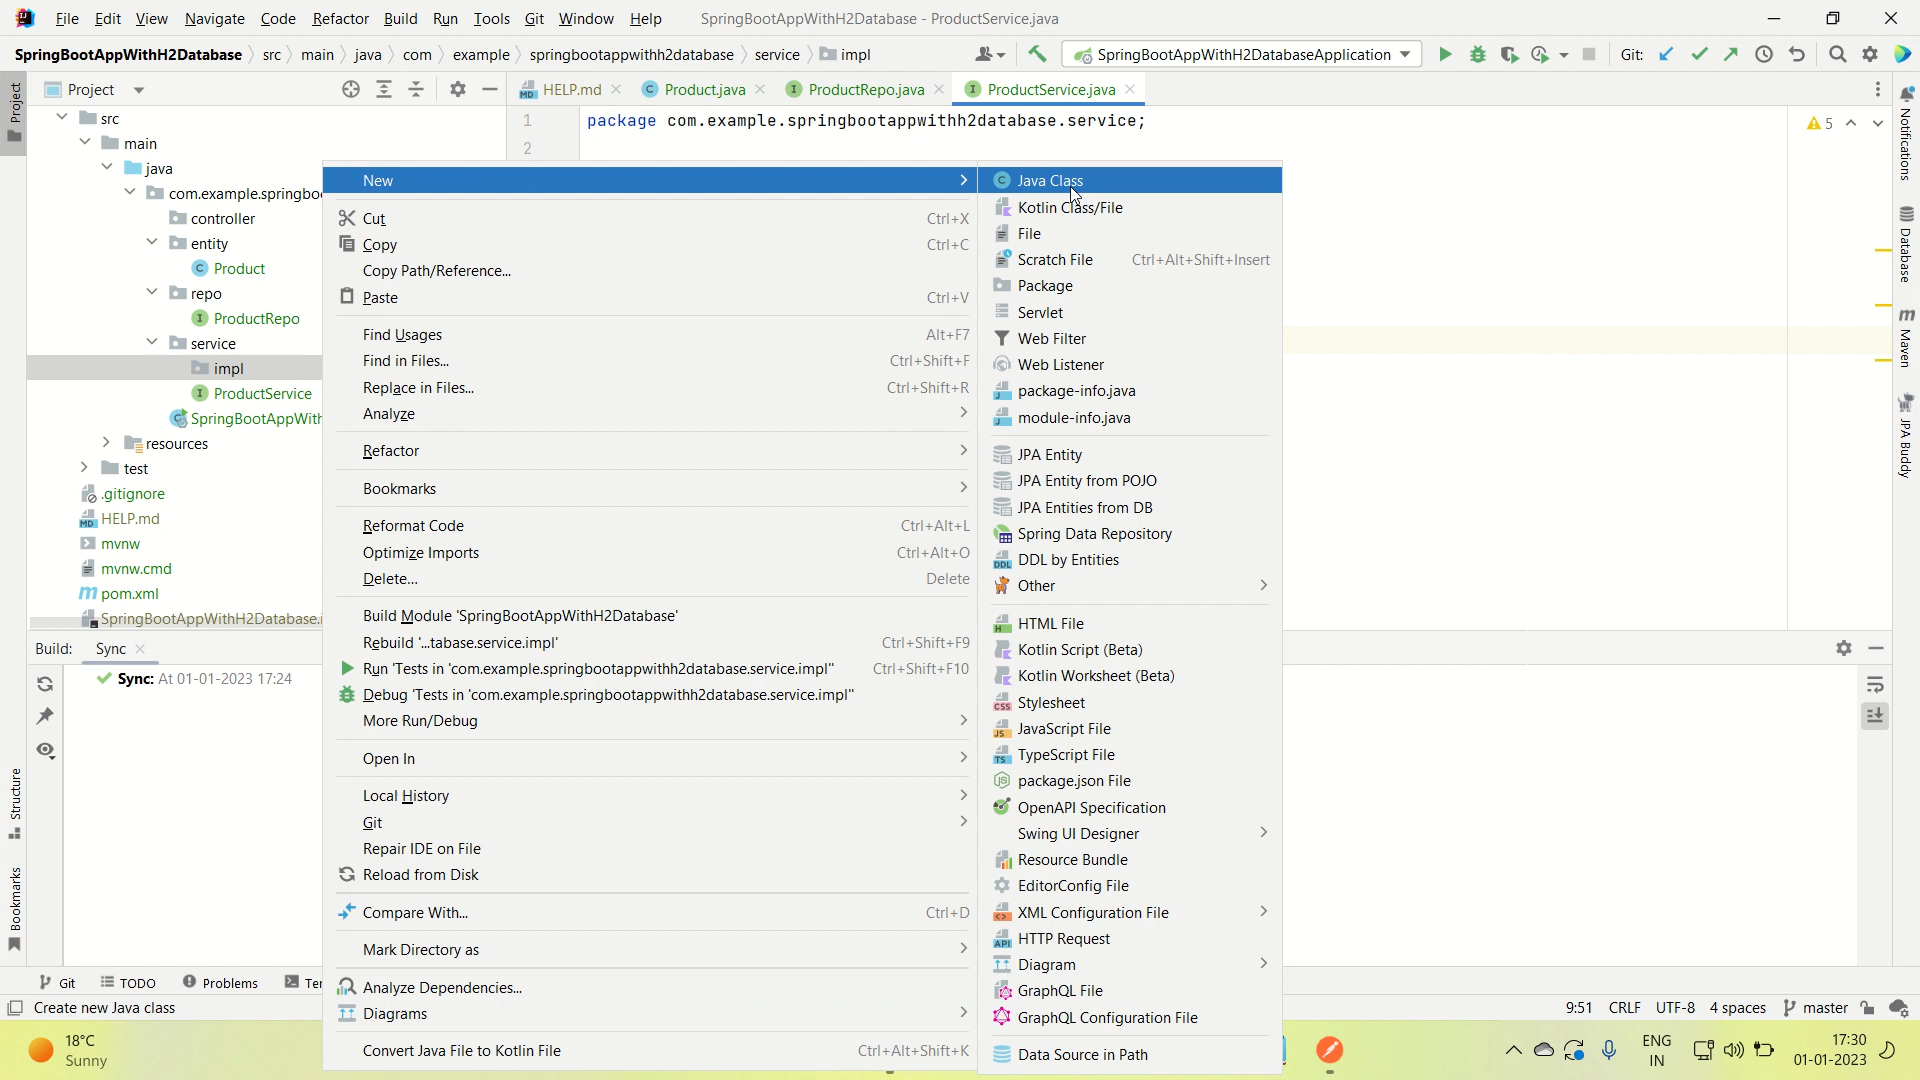 File Edit View Navigate Code Refactor Build Run Tools Git Window Help SpringBootAppWithH2Database - ProductService.java
SpringBootAppWithH2Database src main java com example springbootappwithh2database service impl SpringBootAppWithH2DatabaseApplication Git:
Project HELP.md Product.java ProductRepo.java ProductService.java
Project
src
main
java
com.example.springbo
controller
entity
Product
repo
ProductRepo
service
impl
ProductService
SpringBootAppWith
resources
test
.gitignore
HELP.md
mvnw
mvnw.cmd
pom.xml
SpringBootAppWithH2Database.i
1 package com.example.springbootappwithh2database.service;
2
5
New
Cut Ctrl+X
Copy Ctrl+C
Copy Path/Reference...
Paste Ctrl+V
Find Usages Alt+F7
Find in Files... Ctrl+Shift+F
Replace in Files... Ctrl+Shift+R
Analyze
Refactor
Bookmarks
Reformat Code Ctrl+Alt+L
Optimize Imports Ctrl+Alt+O
Delete... Delete
Build Module 'SpringBootAppWithH2Database'
Rebuild '...tabase.service.impl' Ctrl+Shift+F9
Run 'Tests in 'com.example.springbootappwithh2database.service.impl'' Ctrl+Shift+F10
Debug 'Tests in 'com.example.springbootappwithh2database.service.impl''
More Run/Debug
Open In
Local History
Git
Repair IDE on File
Reload from Disk
Compare With... Ctrl+D
Mark Directory as
Analyze Dependencies...
Diagrams
Convert Java File to Kotlin File Ctrl+Alt+Shift+K
Java Class
Kotlin Class/File
File
Scratch File Ctrl+Alt+Shift+Insert
Package
Servlet
Web Filter
Web Listener
package-info.java
module-info.java
JPA Entity
JPA Entity from POJO
JPA Entities from DB
Spring Data Repository
DDL by Entities
Other
HTML File
Kotlin Script (Beta)
Kotlin Worksheet (Beta)
Stylesheet
JavaScript File
TypeScript File
package.json File
OpenAPI Specification
Swing UI Designer
Resource Bundle
EditorConfig File
XML Configuration File
HTTP Request
Diagram
GraphQL File
GraphQL Configuration File
Data Source in Path
Notifications
Database
Maven
JPA Buddy
Build: Sync
Sync: At 01-01-2023 17:24
Structure
Bookmarks
Git TODO Problems Ter
Create new Java class 9:51 CRLF UTF-8 4 spaces master
18°C
Sunny
ENG
IN
17:30
01-01-2023